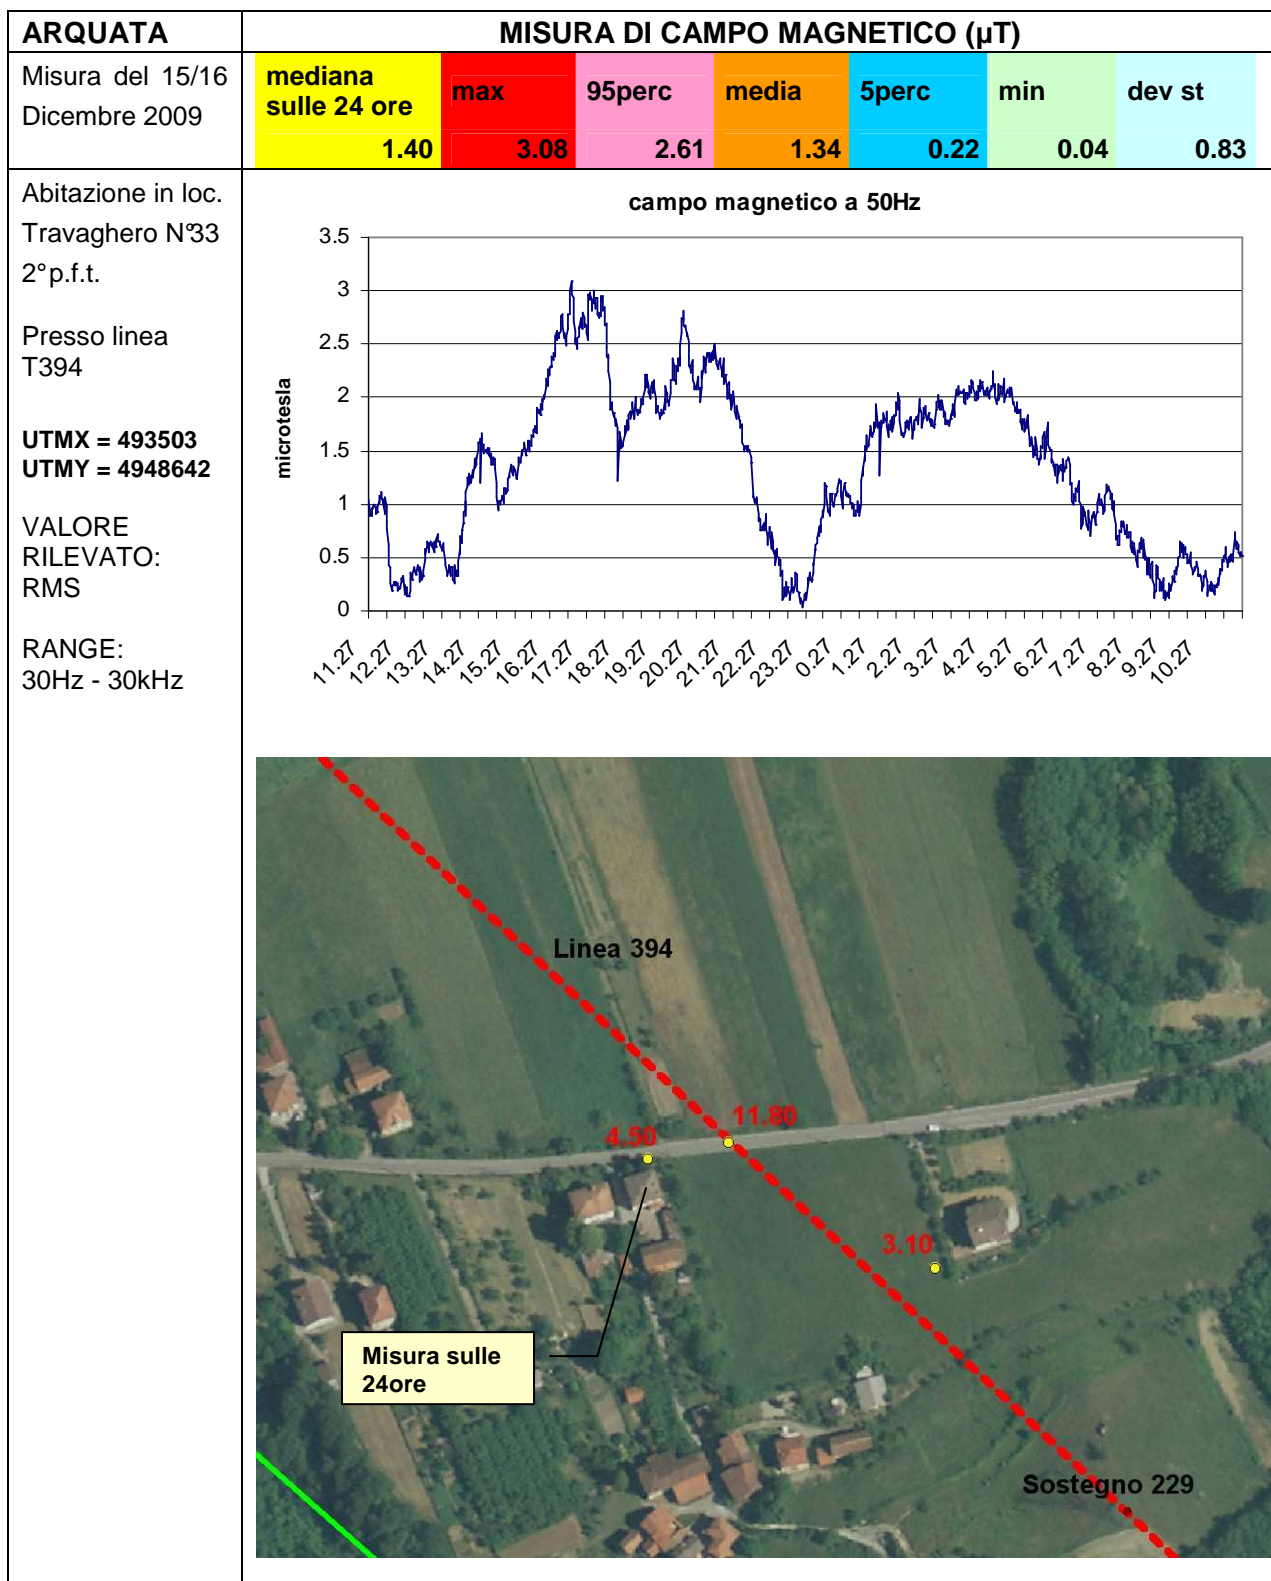 ARQUATA
MISURA DI CAMPO MAGNETICO (µT)
Misura del 15/16
Dicembre 2009
mediana
sulle 24 ore
max
95perc
media
5perc
min
dev st
1.40
3.08
2.61
1.34
0.22
0.04
0.83
Abitazione in loc.
Travaghero N°33
2° p.f.t.
Presso linea
T394
UTMX = 493503
UTMY = 4948642
VALORE
RILEVATO:
RMS
RANGE:
30Hz - 30kHz
campo magnetico a 50Hz
microtesla
3.5
3
2.5
2
1.5
1
0.5
0
11.27
12.27
13.27
14.27
15.27
16.27
17.27
18.27
19.27
20.27
21.27
22.27
23.27
0.27
1.27
2.27
3.27
4.27
5.27
6.27
7.27
8.27
9.27
10.27
Linea 394
11.80
4.50
3.10
Misura sulle
24ore
Sostegno 229